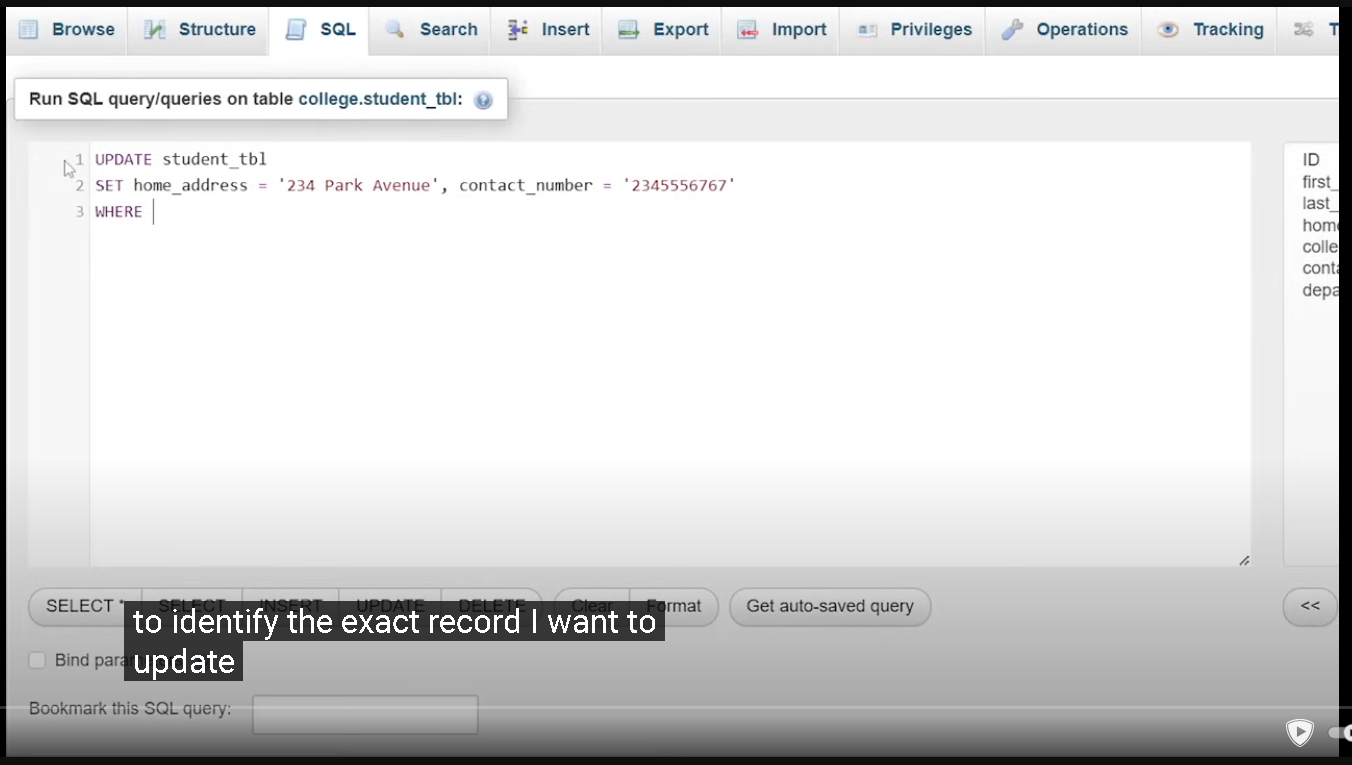 Browse Structure SQL Search Insert Export Import Privileges Operations Tracking T
Run SQL query/queries on table college.student_tbl:
1 UPDATE student_tbl
2 SET home_address = '234 Park Avenue', contact_number = '2345556767'
3 WHERE
ID
first_
last_
home
colle
conta
depa
SELECT * SELECT INSERT UPDATE DELETE Clear Format Get auto-saved query <<
to identify the exact record I want to
update
Bind para
Bookmark this SQL query: